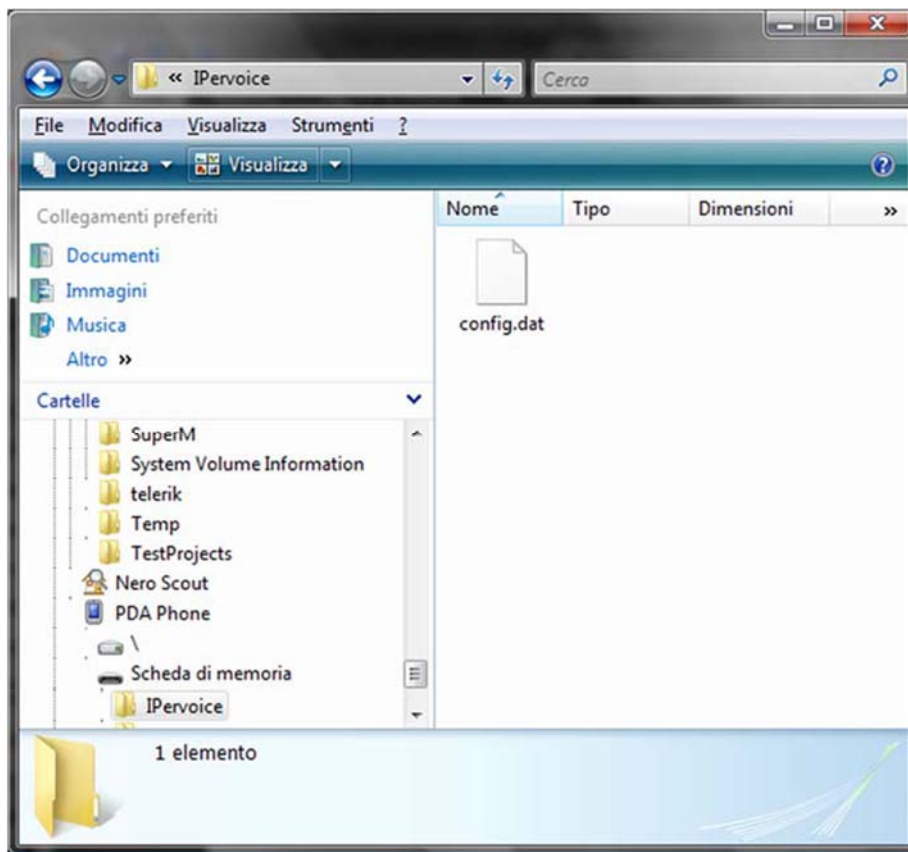 « IPervoice
Cerca
File Modifica Visualizza Strumenti ?
Organizza Visualizza ?
Collegamenti preferiti
Documenti
Immagini
Musica
Altro »
Cartelle
SuperM
System Volume Information
telerik
Temp
TestProjects
Nero Scout
PDA Phone
\
Scheda di memoria
IPervoice
Nome Tipo Dimensioni »
config.dat
1 elemento